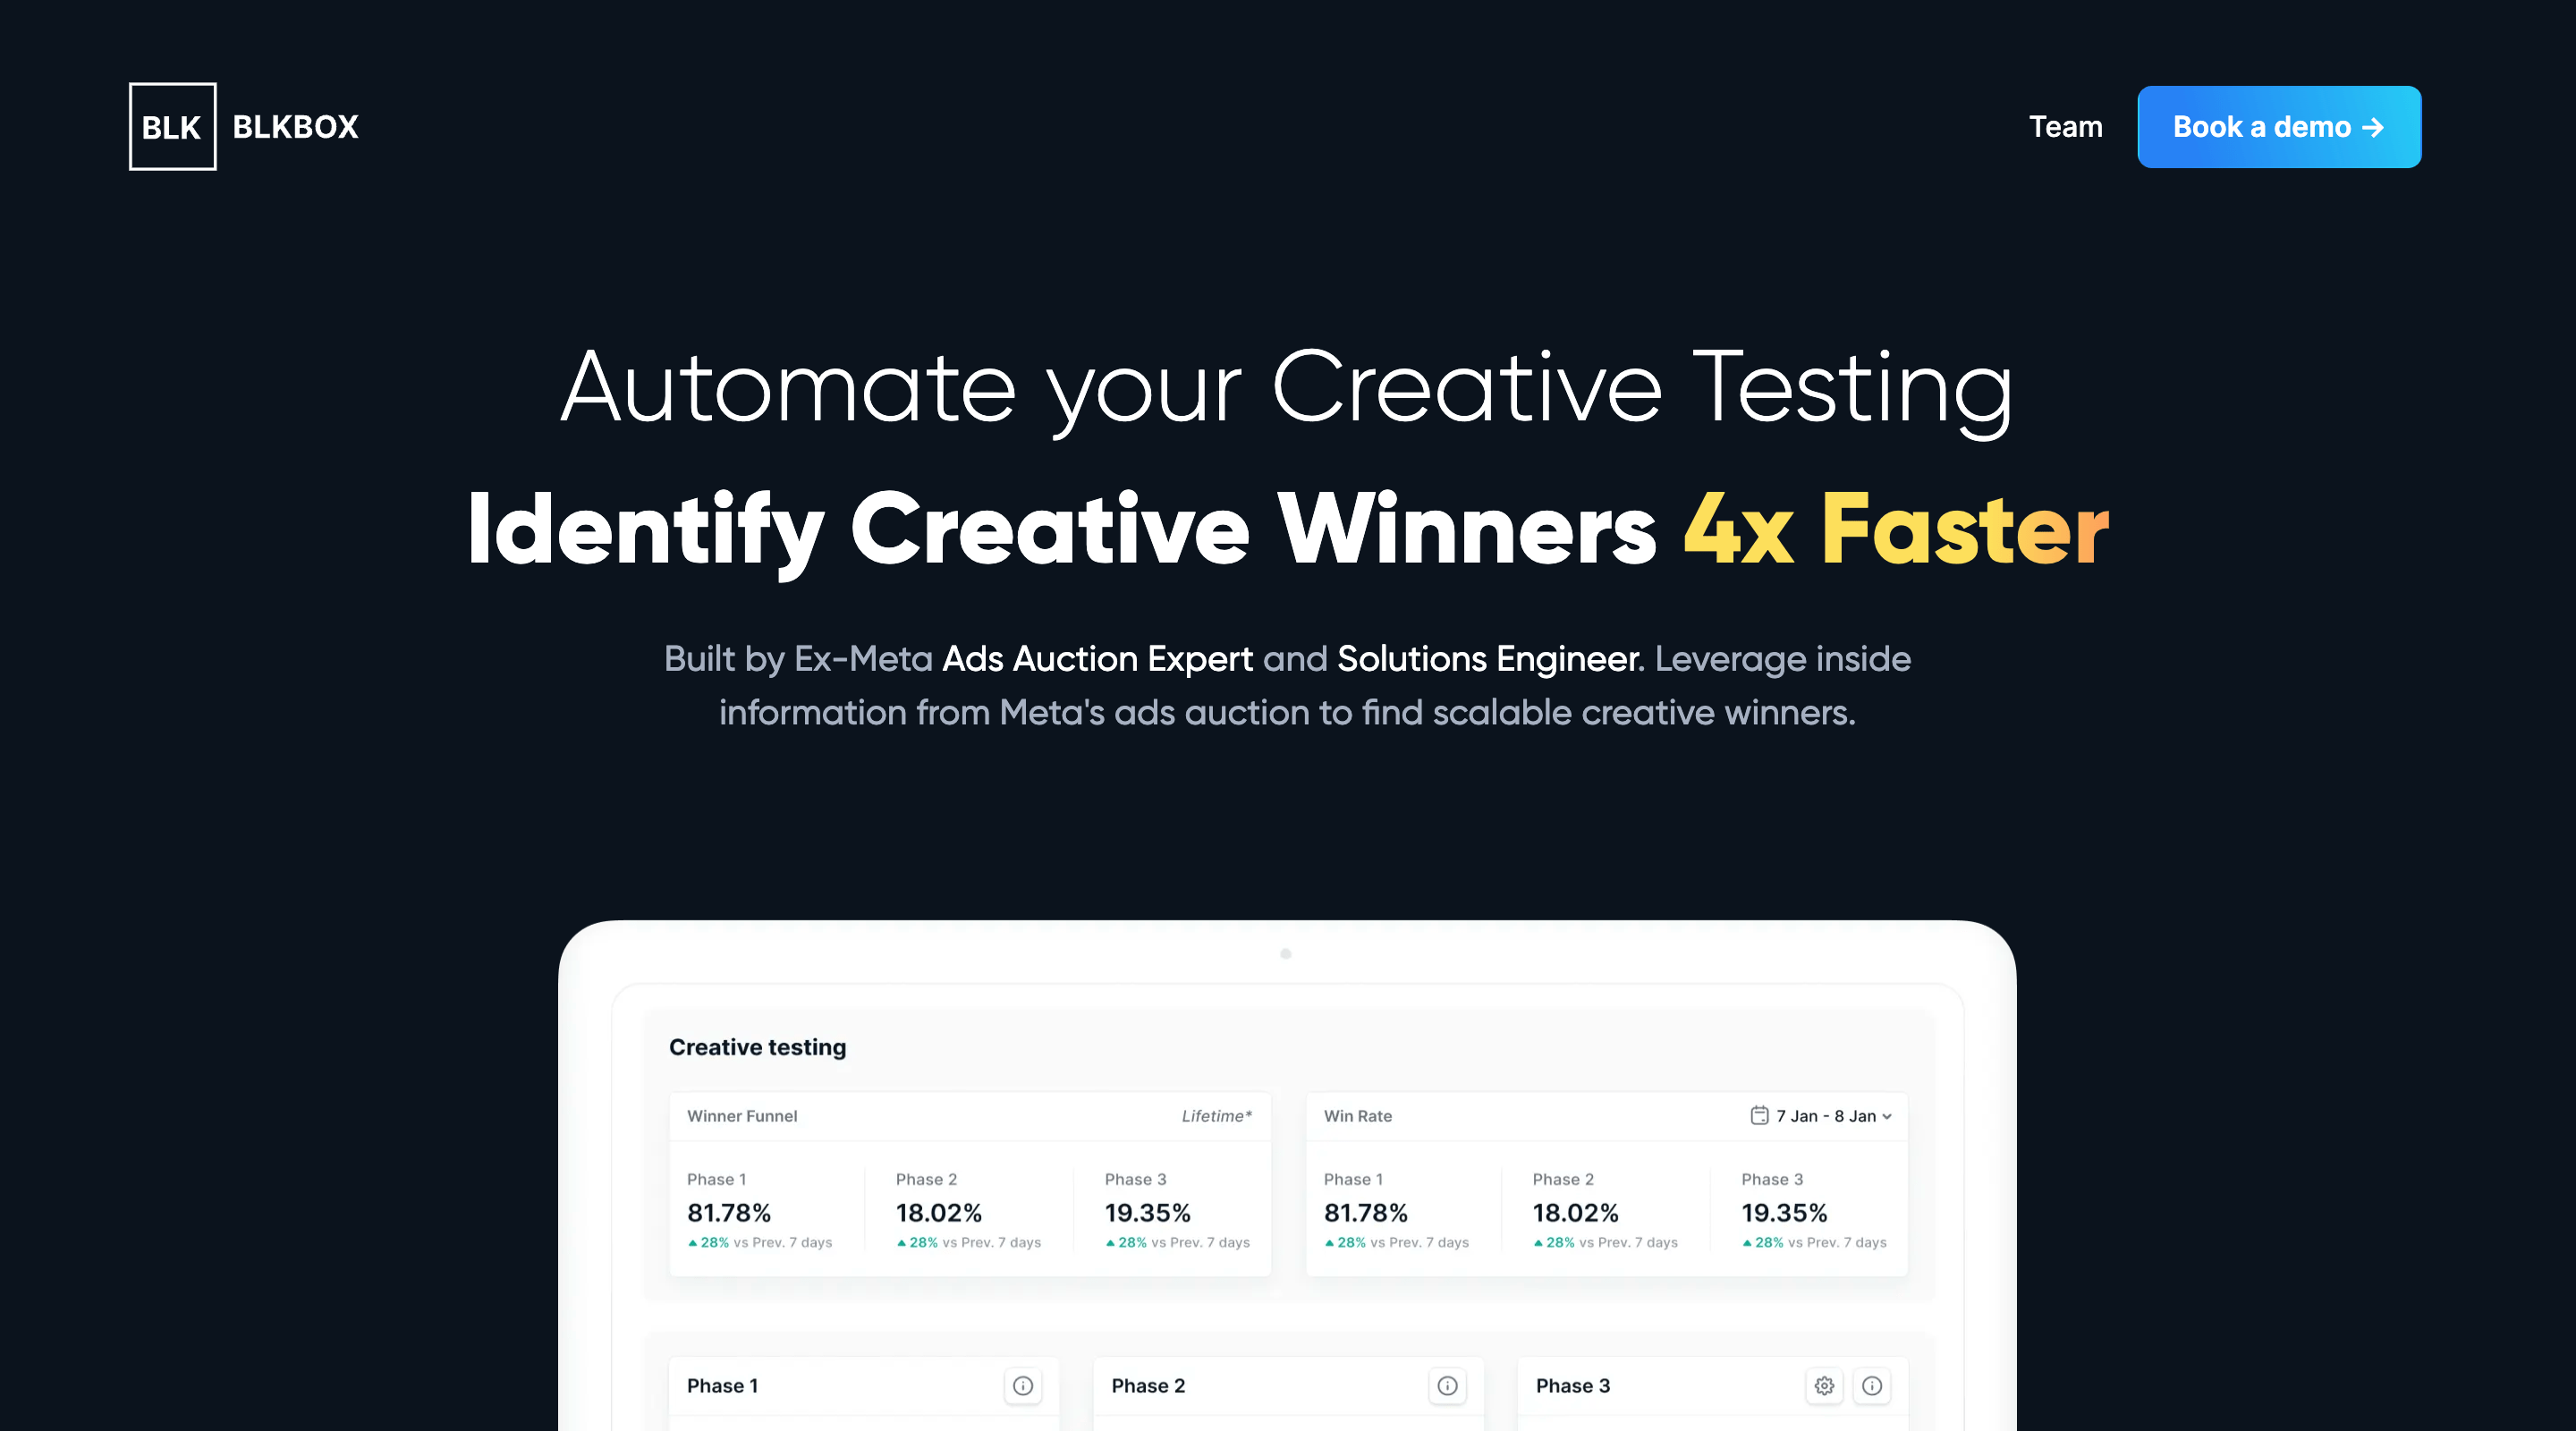 BLK BLKBOX
Team
Book a demo →
Automate your Creative Testing
Identify Creative Winners 4x Faster
Built by Ex-Meta Ads Auction Expert and Solutions Engineer. Leverage inside
information from Meta's ads auction to find scalable creative winners.
Creative testing
Winner Funnel
Lifetime*
Phase 1
81.78%
28% vs Prev. 7 days
Phase 2
18.02%
28% vs Prev. 7 days
Phase 3
19.35%
28% vs Prev. 7 days
Win Rate
7 Jan - 8 Jan
Phase 1
81.78%
28% vs Prev. 7 days
Phase 2
18.02%
28% vs Prev. 7 days
Phase 3
19.35%
28% vs Prev. 7 days
Phase 1
Phase 2
Phase 3